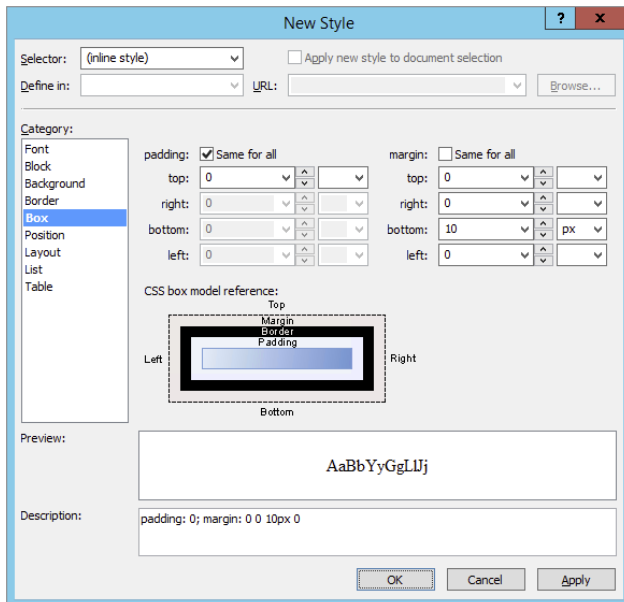 New Style
? x
Selector: (inline style) Apply new style to document selection
Define in: URL: Browse...
Category:
Font
Block
Background
Border
Box
Position
Layout
List
Table
padding: Same for all
top: 0
right: 0
bottom: 0
left: 0
margin: Same for all
top: 0
right: 0
bottom: 10 px
left: 0
CSS box model reference:
Top
Margin
Border
Padding
Left
Right
Bottom
Preview:
AaBbYyGgLlJj
Description:
padding: 0; margin: 0 0 10px 0
OK Cancel Apply